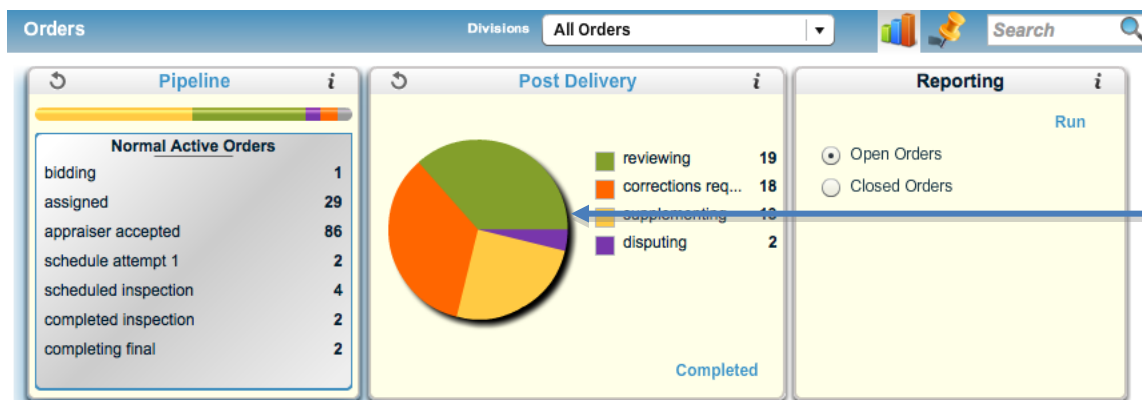 Orders
Divisions All Orders
Search
Pipeline i
Normal Active Orders
bidding 1
assigned 29
appraiser accepted 86
schedule attempt 1 2
scheduled inspection 4
completed inspection 2
completing final 2
Post Delivery i
reviewing 19
corrections req... 18
supplementing 13
disputing 2
Completed
Reporting i
Run
Open Orders
Closed Orders